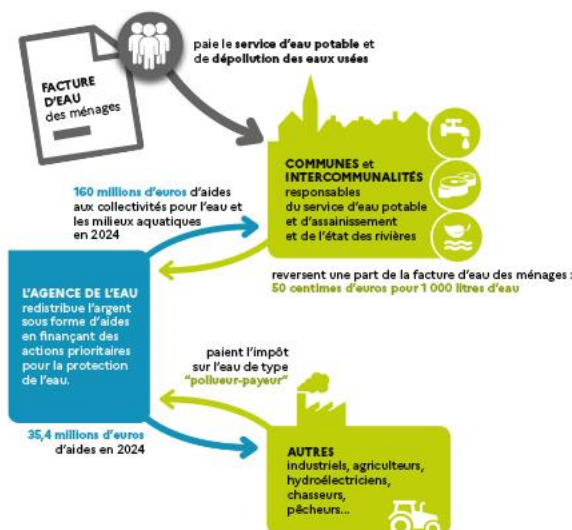 paie le service d'eau potable et
de dépollution des eaux usées
FACTURE
D'EAU
des ménages
COMMUNES et
INTERCOMMUNALITÉS
responsables
du service d'eau potable
et d'assainissement
et de l'état des rivières
160 millions d'euros d'aides
aux collectivités pour l'eau et
les milieux aquatiques
en 2024
reversent une part de la facture d'eau des ménages :
50 centimes d'euros pour 1 000 litres d'eau
L'AGENCE DE L'EAU
redistribue l'argent
sous forme d'aides
en finançant des
actions prioritaires
pour la protection
de l'eau.
paient l'impôt
sur l'eau de type
"pollueur-payeur"
35,4 millions d'euros
d'aides en 2024
AUTRES
industriels, agriculteurs,
hydroélectriciens,
chasseurs,
pêcheurs...